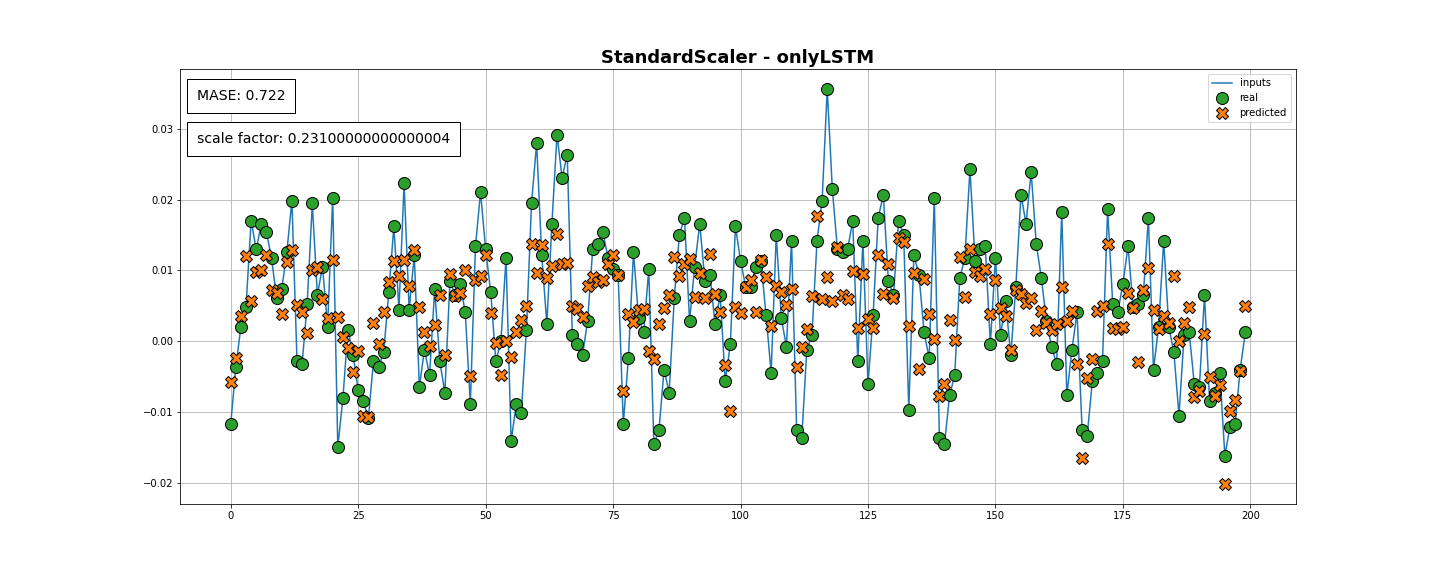 StandardScaler - onlyLSTM
MASE: 0.722
scale factor: 0.23100000000000004
inputs
real
predicted
0.03
0.02
0.01
0.00
−0.01
−0.02
0 25 50 75 100 125 150 175 200